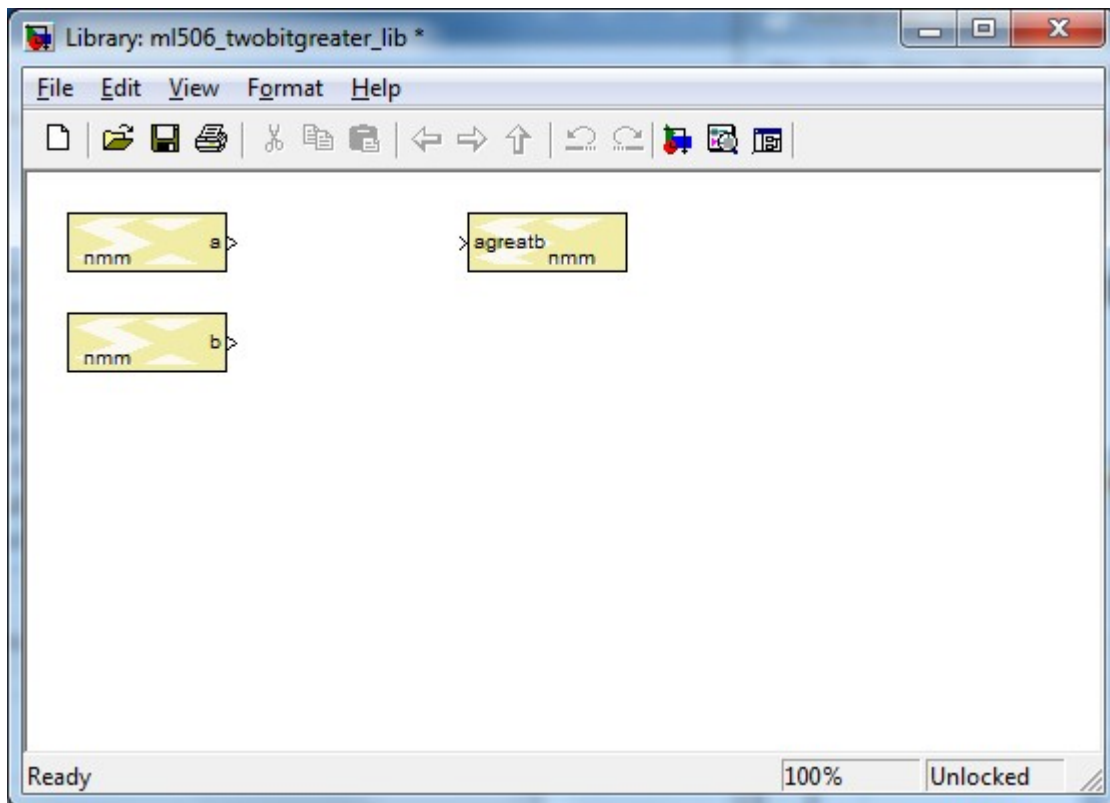 Library: ml506_twobitgreater_lib *
File Edit View Format Help
a
nmm
agreatb
nmm
b
nmm
Ready 100% Unlocked